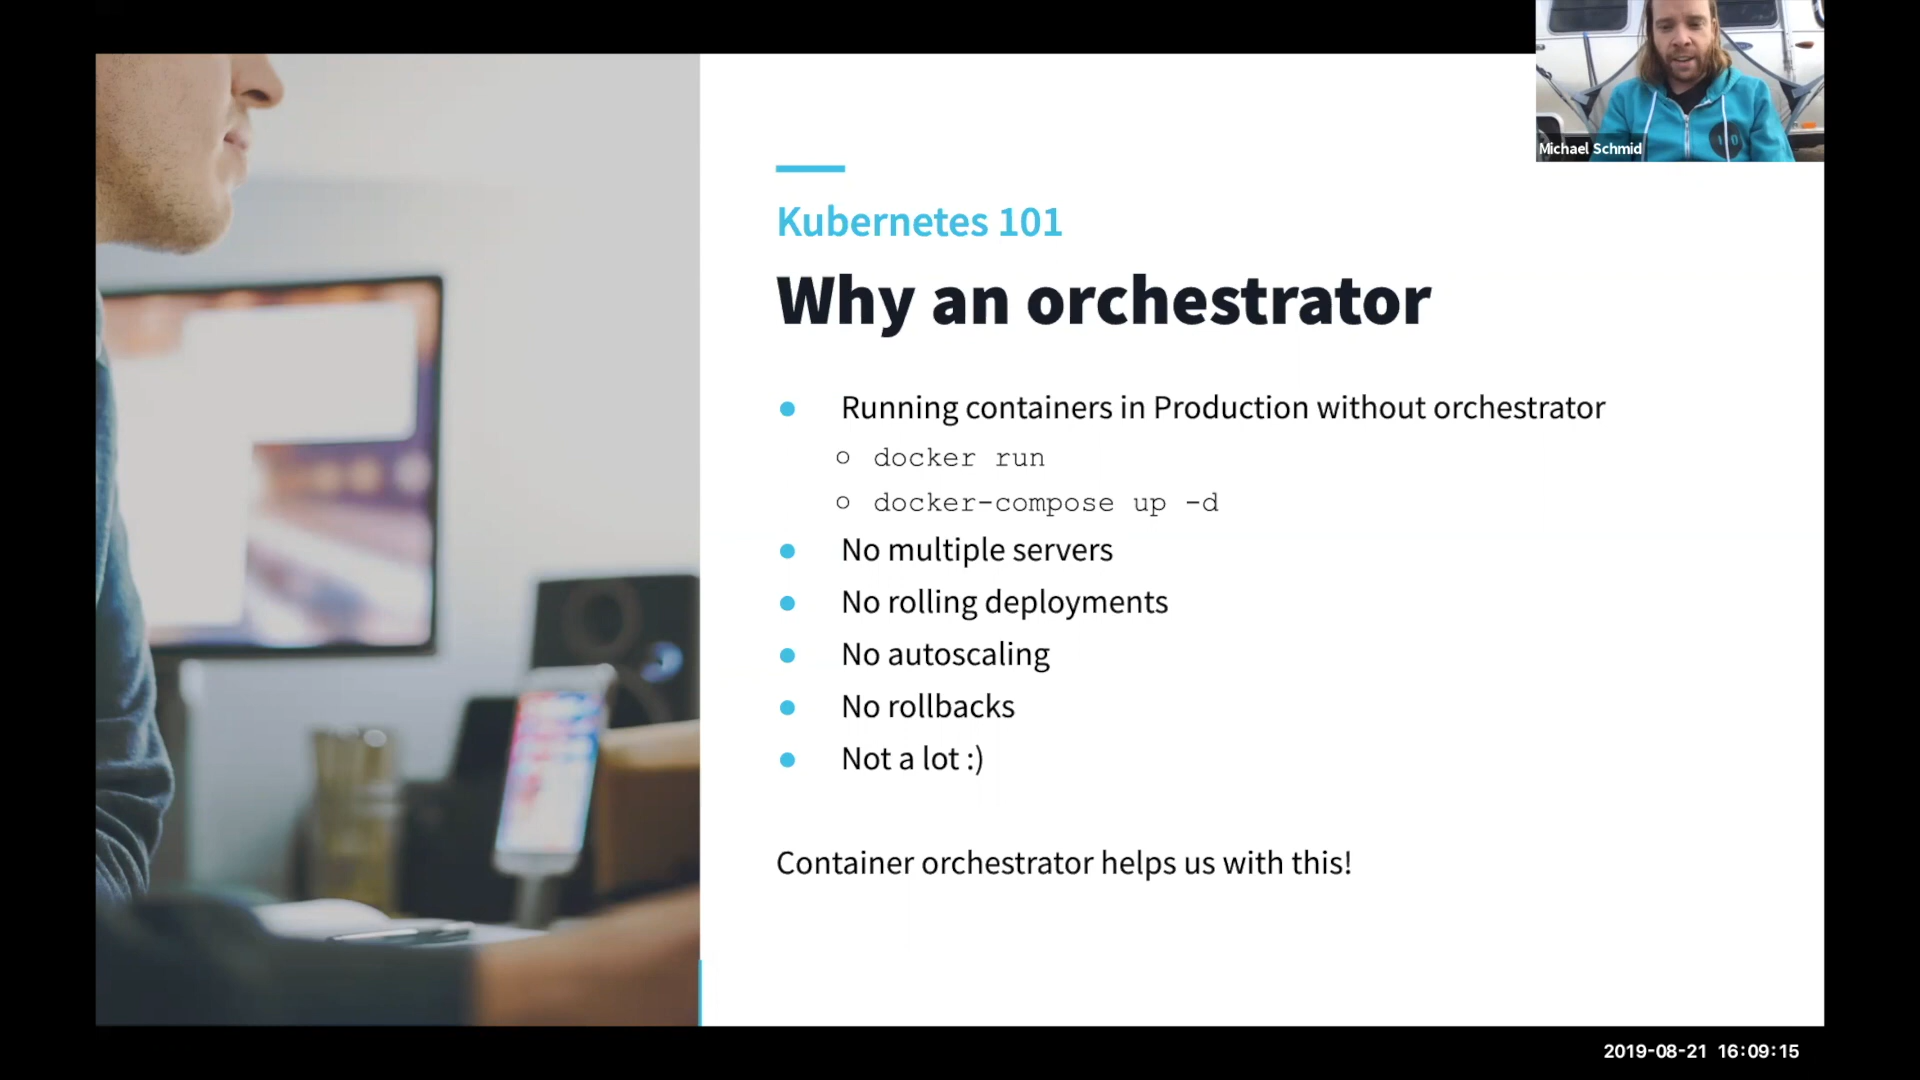 Michael Schmid
Kubernetes 101
Why an orchestrator
● Running containers in Production without orchestrator
○ docker run
○ docker-compose up -d
● No multiple servers
● No rolling deployments
● No autoscaling
● No rollbacks
● Not a lot :)
Container orchestrator helps us with this!
2019-08-21 16:09:15